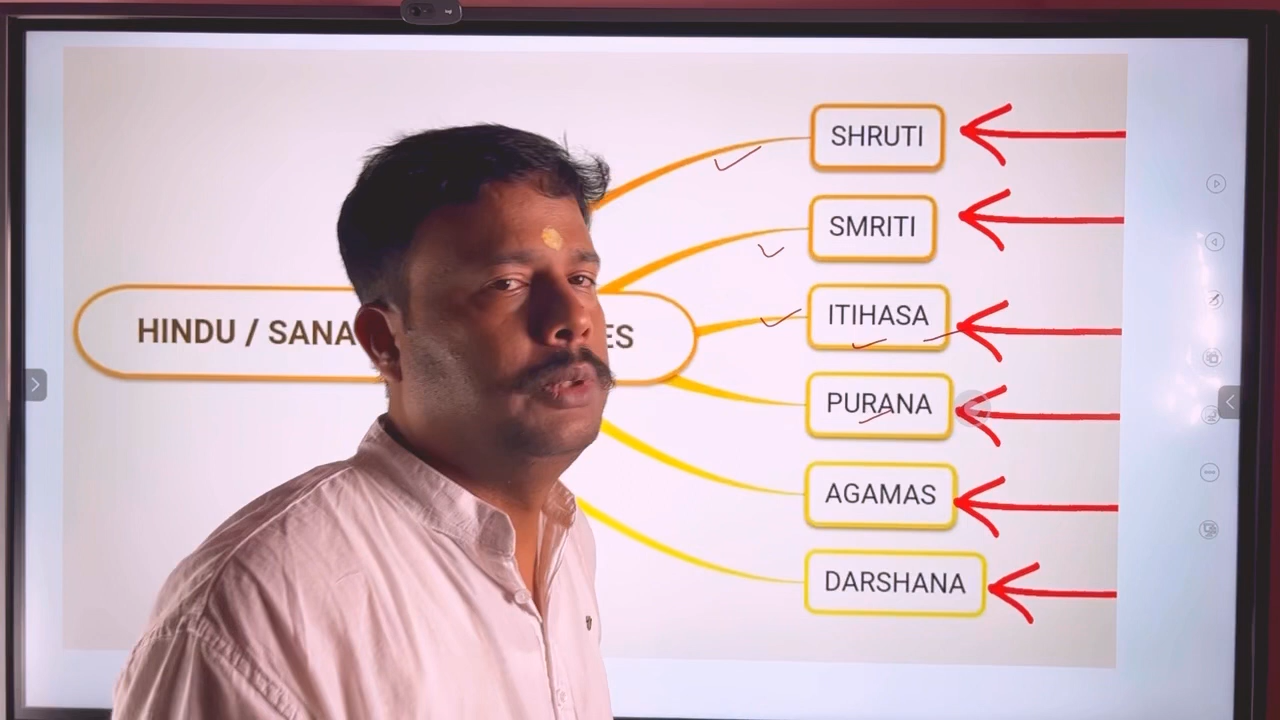 HINDU / SANA ES
SHRUTI
SMRITI
ITIHASA
PURANA
AGAMAS
DARSHANA